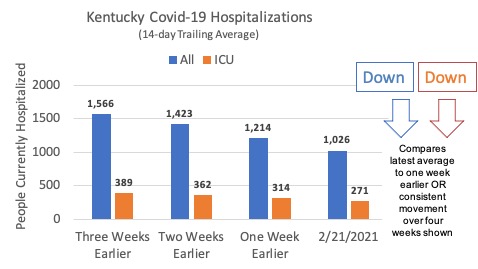 Kentucky Covid-19 Hospitalizations
(14-day Trailing Average)
All ICU
People Currently Hospitalized
2000
1500
1000
500
0
1,566
389
1,423
362
1,214
314
1,026
271
Three Weeks
Earlier
Two Weeks
Earlier
One Week
Earlier
2/21/2021
Down Down
Compares
latest average
to one week
earlier OR
consistent
movement
over four
weeks shown